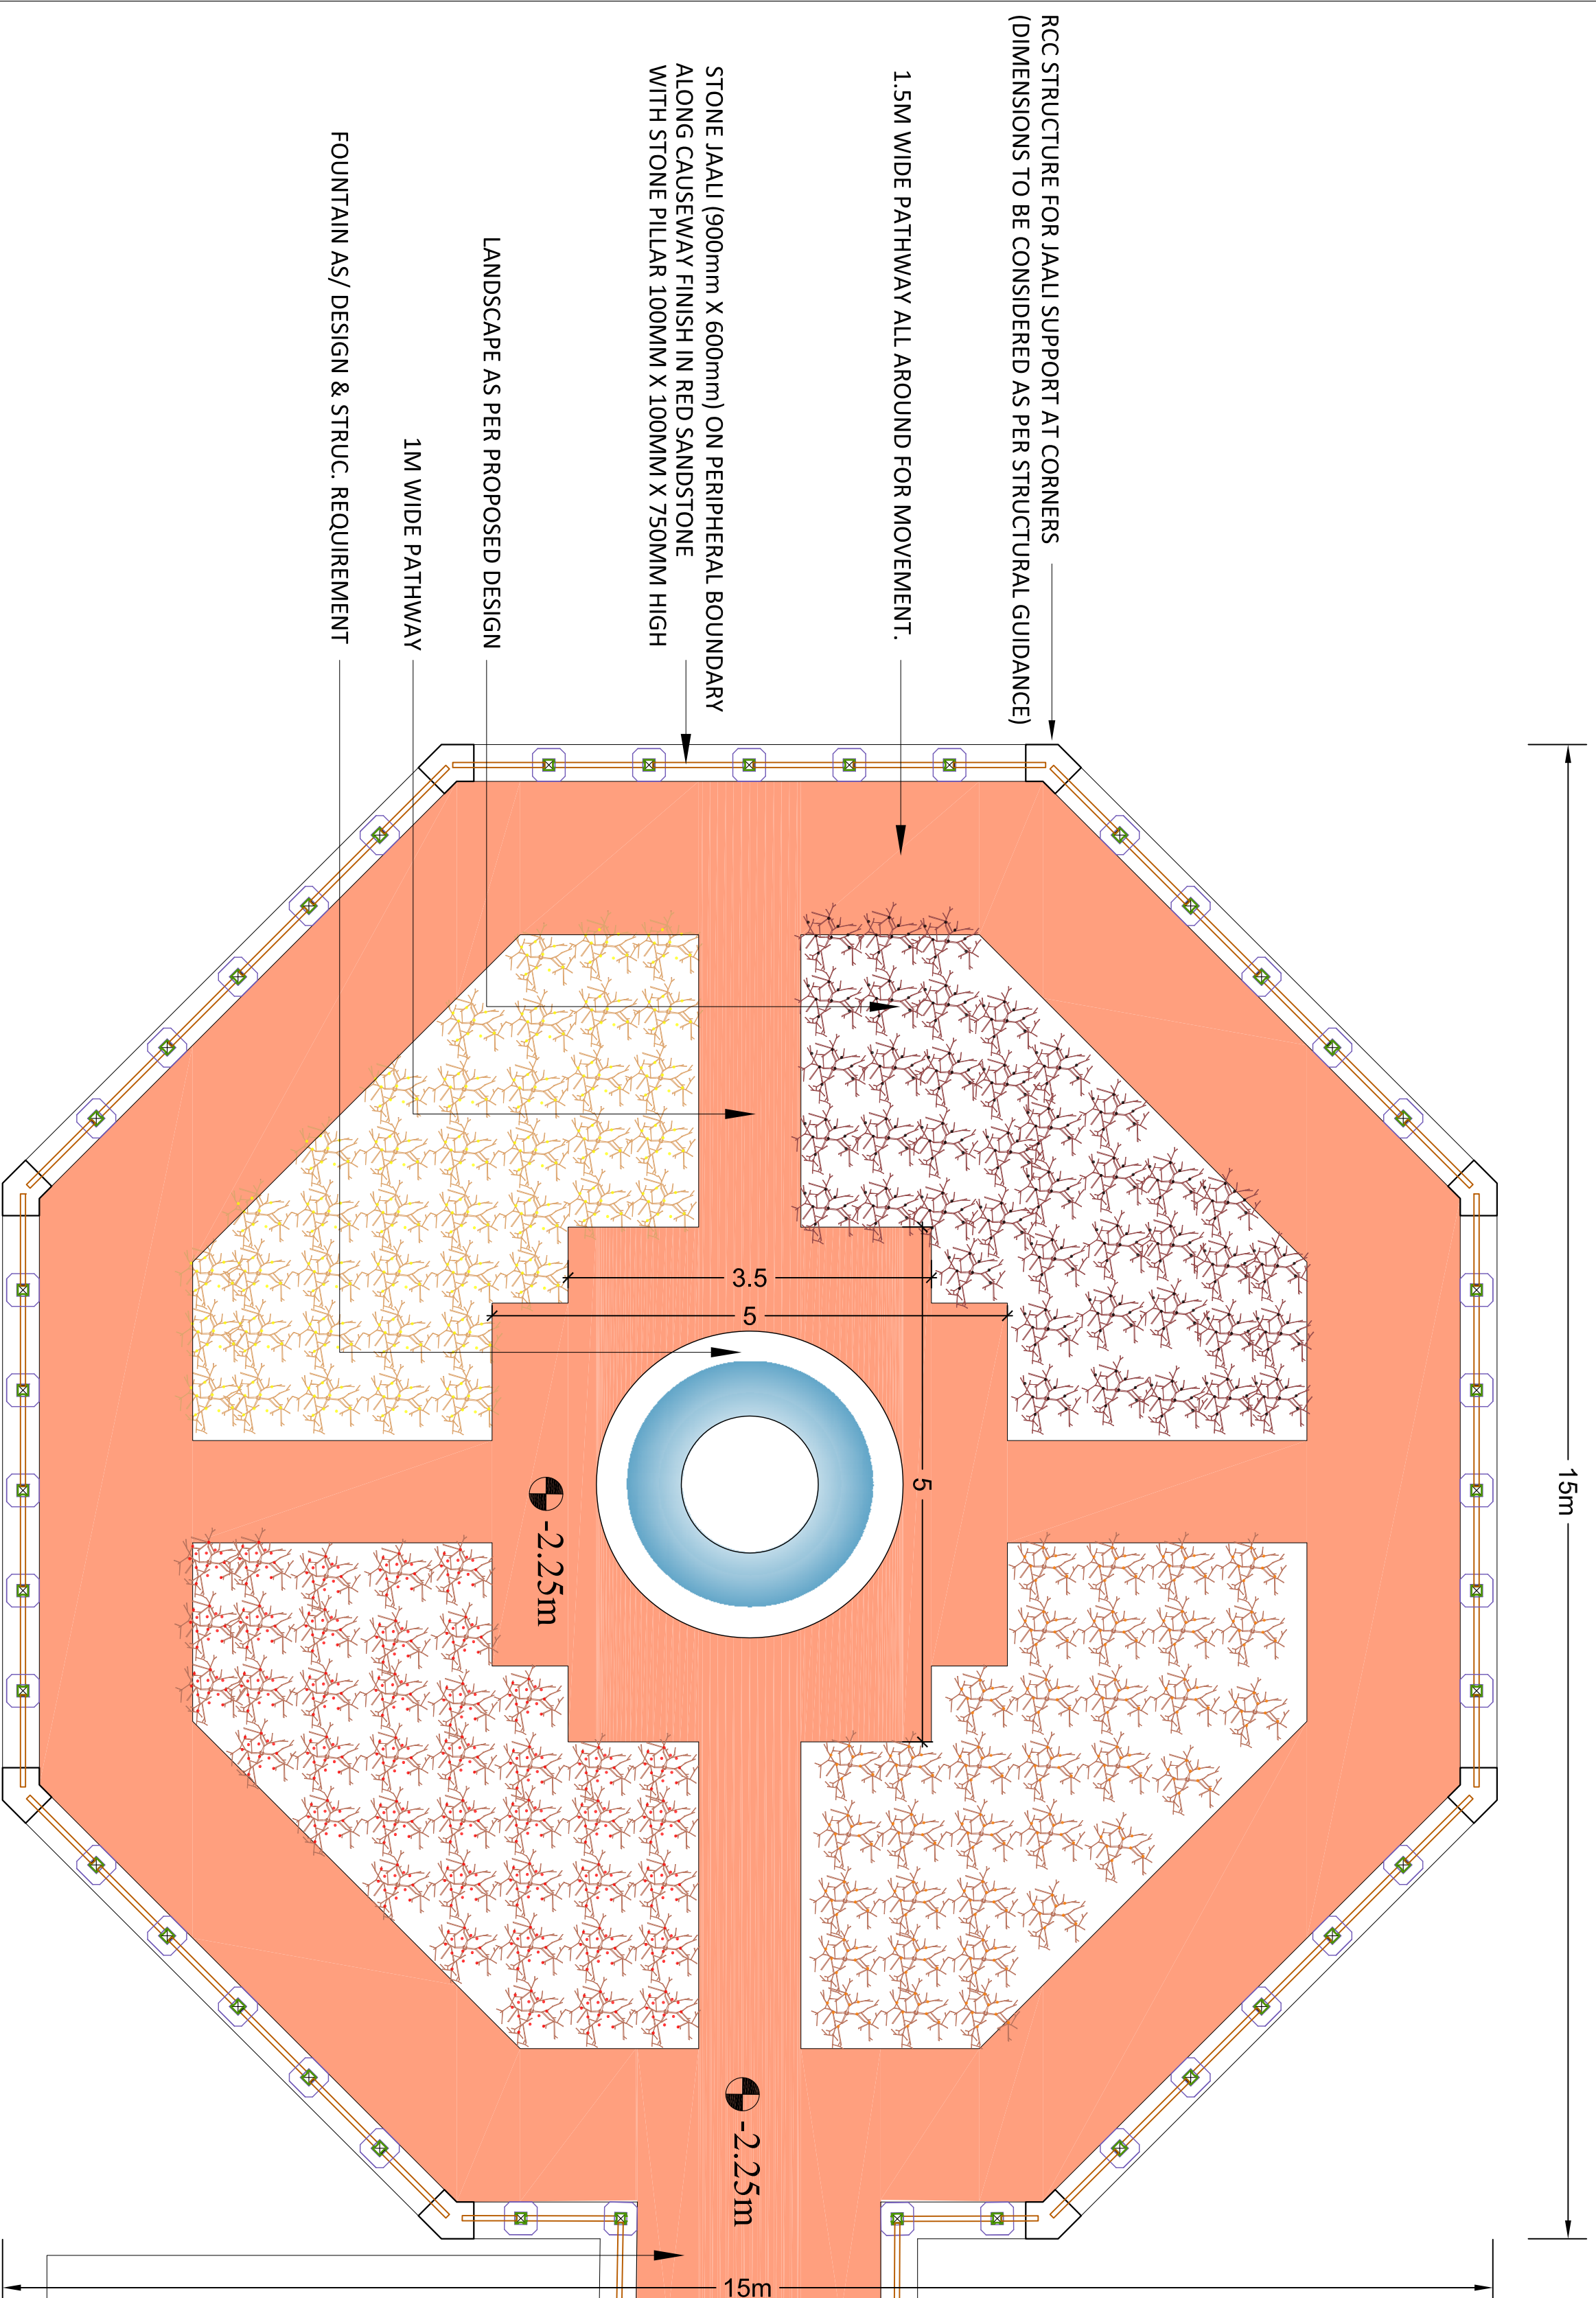 RCC STRUCTURE FOR JAALI SUPPORT AT CORNERS
(DIMENSIONS TO BE CONSIDERED AS PER STRUCTURAL GUIDANCE)
1.5M WIDE PATHWAY ALL AROUND FOR MOVEMENT.
STONE JAALI (900mm X 600mm) ON PERIPHERAL BOUNDARY
ALONG CAUSEWAY FINISH IN RED SANDSTONE
WITH STONE PILLAR 100MM X 100MM X 750MM HIGH
LANDSCAPE AS PER PROPOSED DESIGN
1M WIDE PATHWAY
FOUNTAIN AS/ DESIGN & STRUC. REQUIREMENT
15m
3.5
5
5
-2.25m
-2.25m
15m